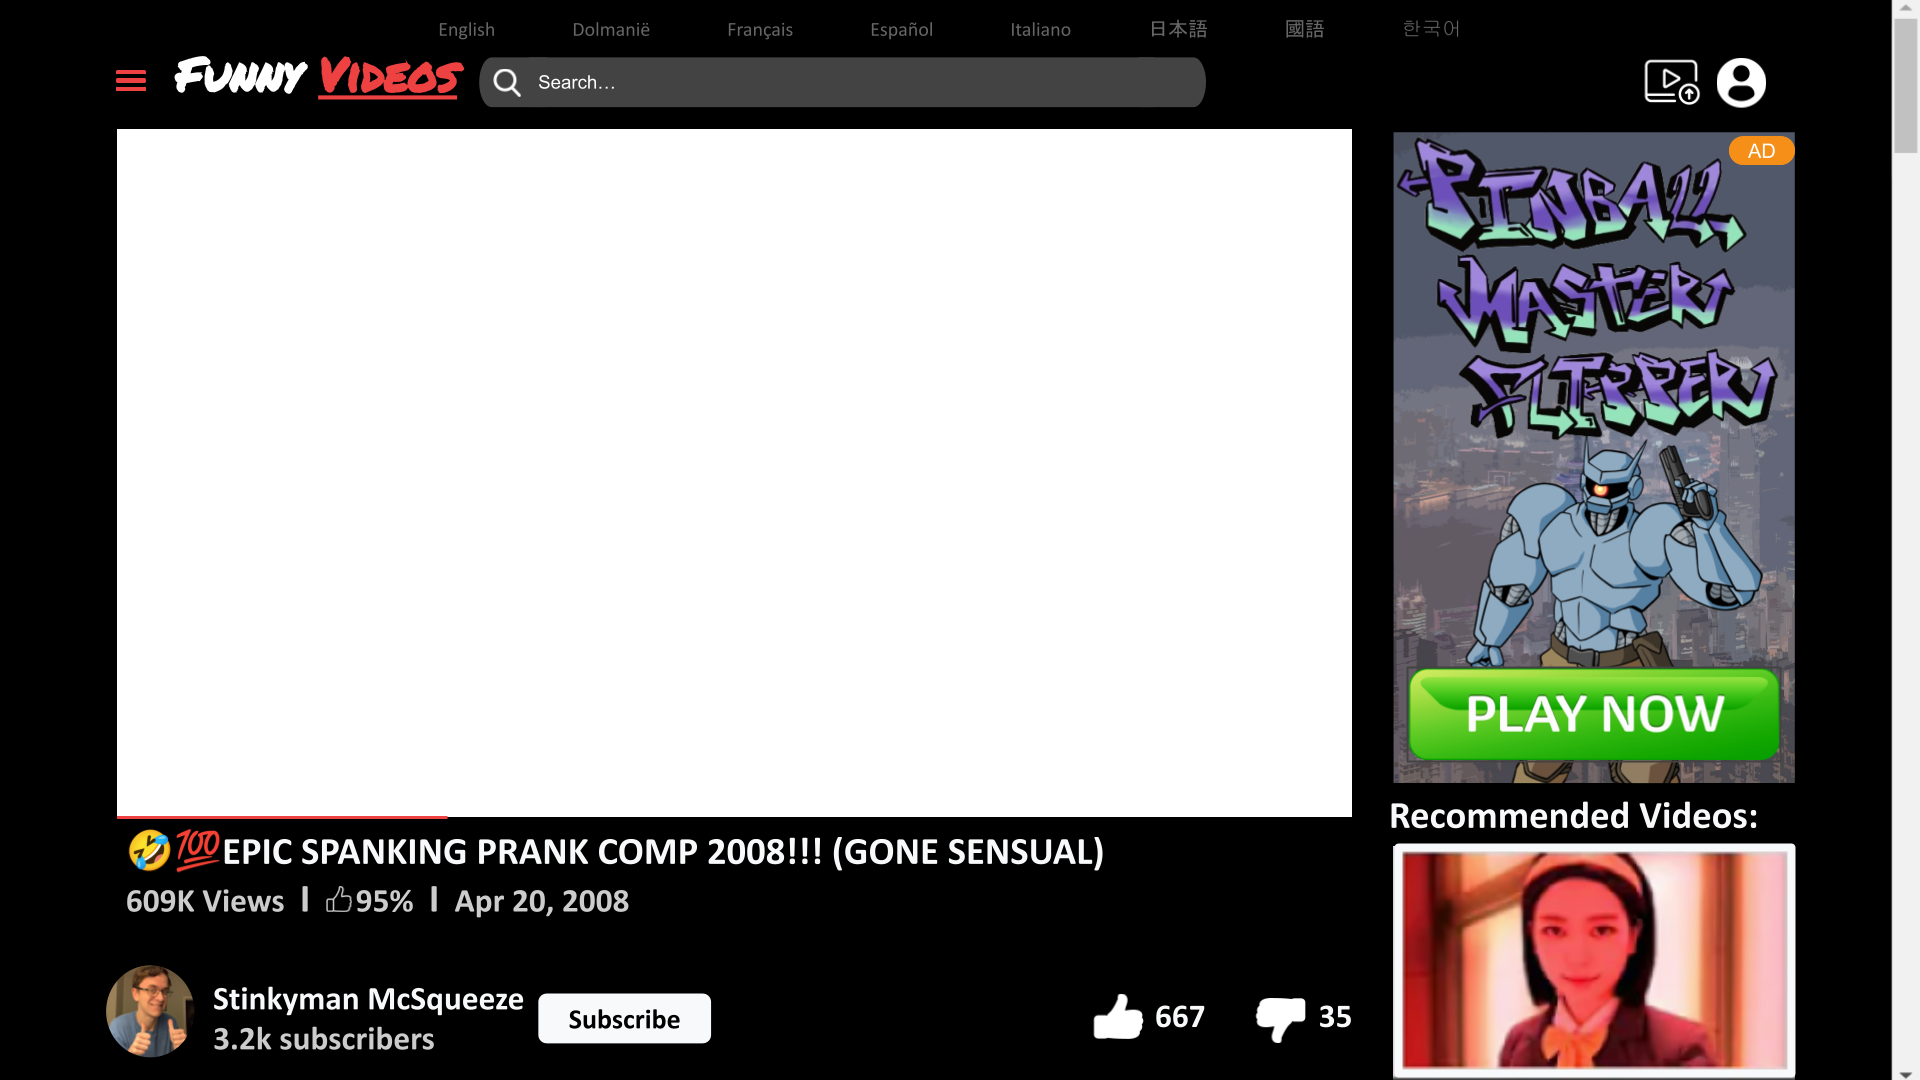 English Dolmanië Français Español Italiano 日本語 國語 한국어
Funny Videos
Search...
AD
PINBALL
MASTER
FLIPPER
PLAY NOW
Recommended Videos:
🤣💯EPIC SPANKING PRANK COMP 2008!!! (GONE SENSUAL)
609K Views | 95% | Apr 20, 2008
Stinkyman McSqueeze
3.2k subscribers
Subscribe
667
35